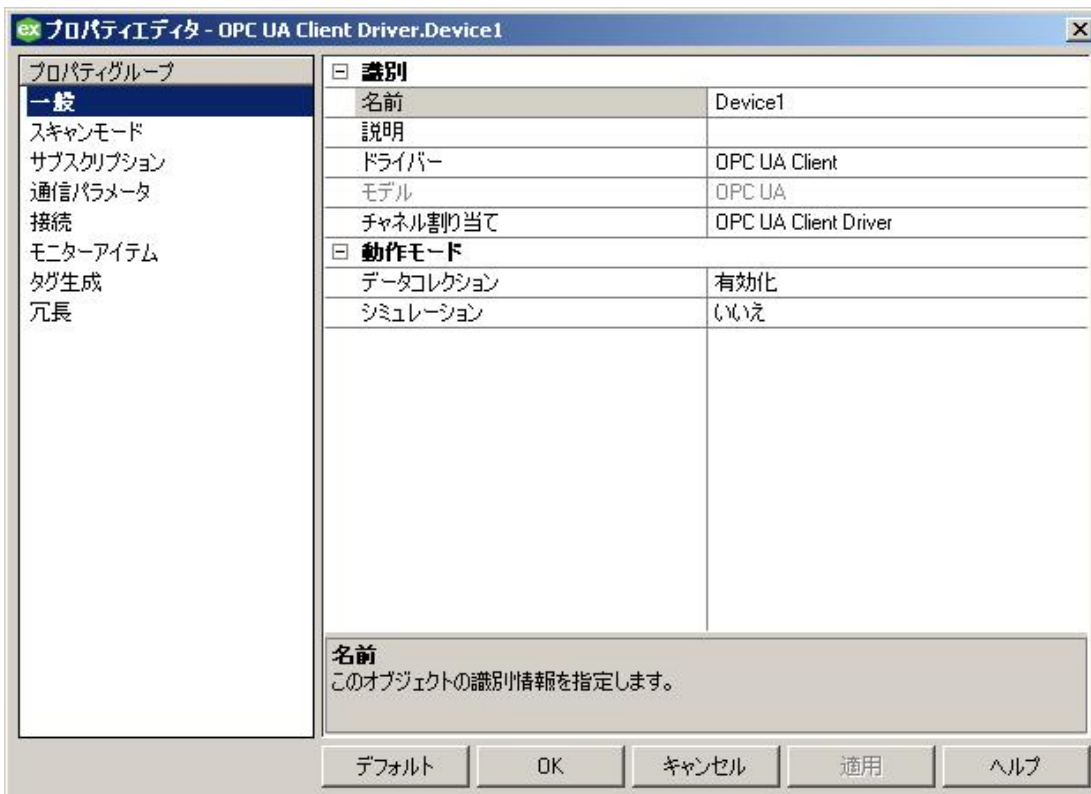 ex プロパティエディタ - OPC UA Client Driver.Device1
プロパティグループ
一般
スキャンモード
サブスクリプション
通信パラメータ
接続
モニターアイテム
タグ生成
冗長
識別
名前 Device1
説明
ドライバー OPC UA Client
モデル OPC UA
チャネル割り当て OPC UA Client Driver
動作モード
データコレクション 有効化
シミュレーション いいえ
名前
このオブジェクトの識別情報を指定します。
デフォルト OK キャンセル 適用 ヘルプ